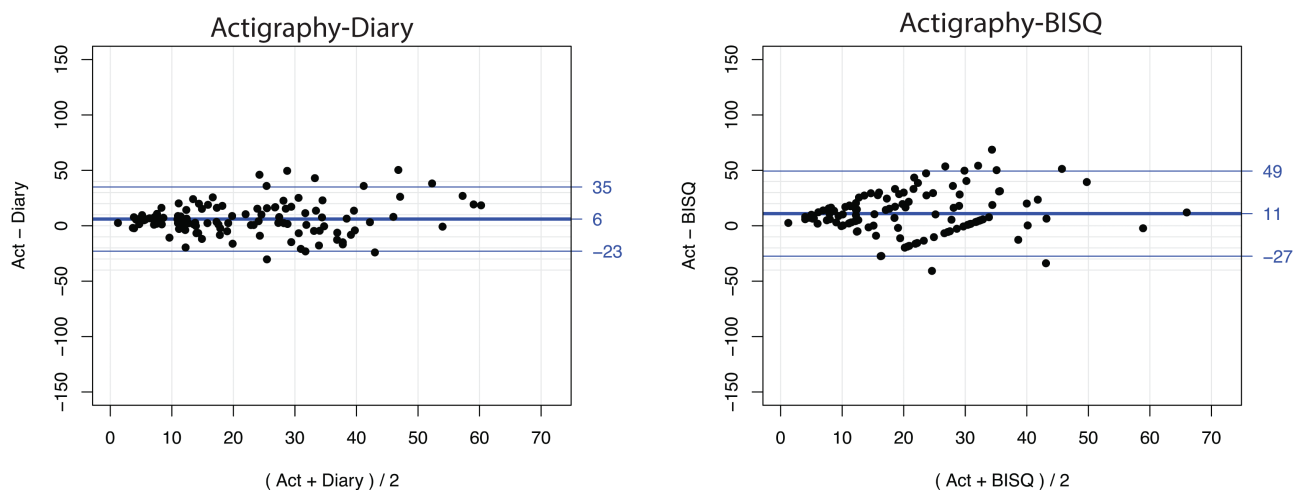 Actigraphy-Diary
150
100
50
0
−50
−100
−150
Act − Diary
35
6
−23
0 10 20 30 40 50 60 70
( Act + Diary ) / 2
Actigraphy-BISQ
150
100
50
0
−50
−100
−150
Act − BISQ
49
11
−27
0 10 20 30 40 50 60 70
( Act + BISQ ) / 2